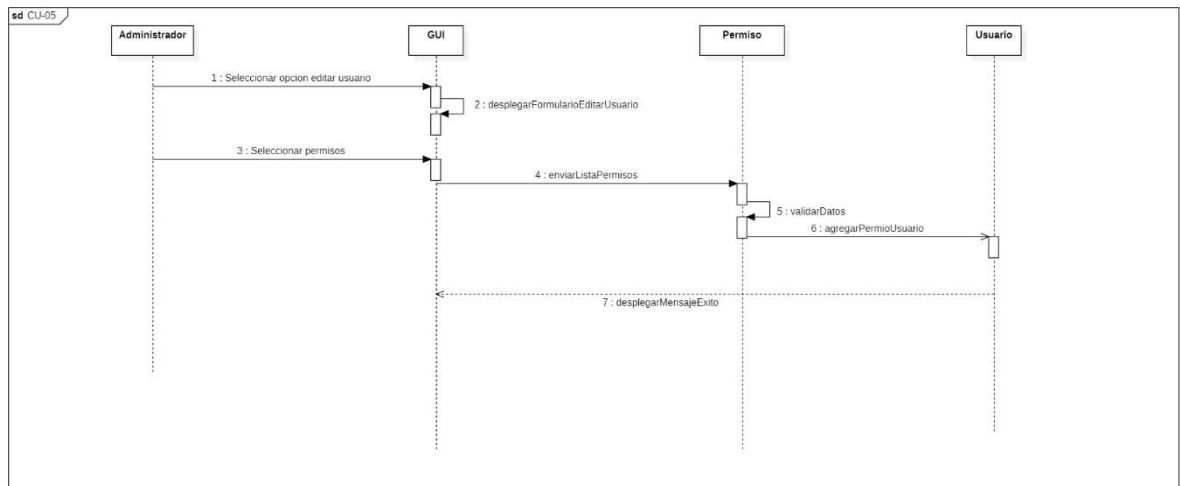 sd CU-05
Administrador
GUI
Permiso
Usuario
1 : Seleccionar opcion editar usuario
2 : desplegarFormularioEditarUsuario
3 : Seleccionar permisos
4 : enviarListaPermisos
5 : validarDatos
6 : agregarPermioUsuario
7 : desplegarMensajeExito